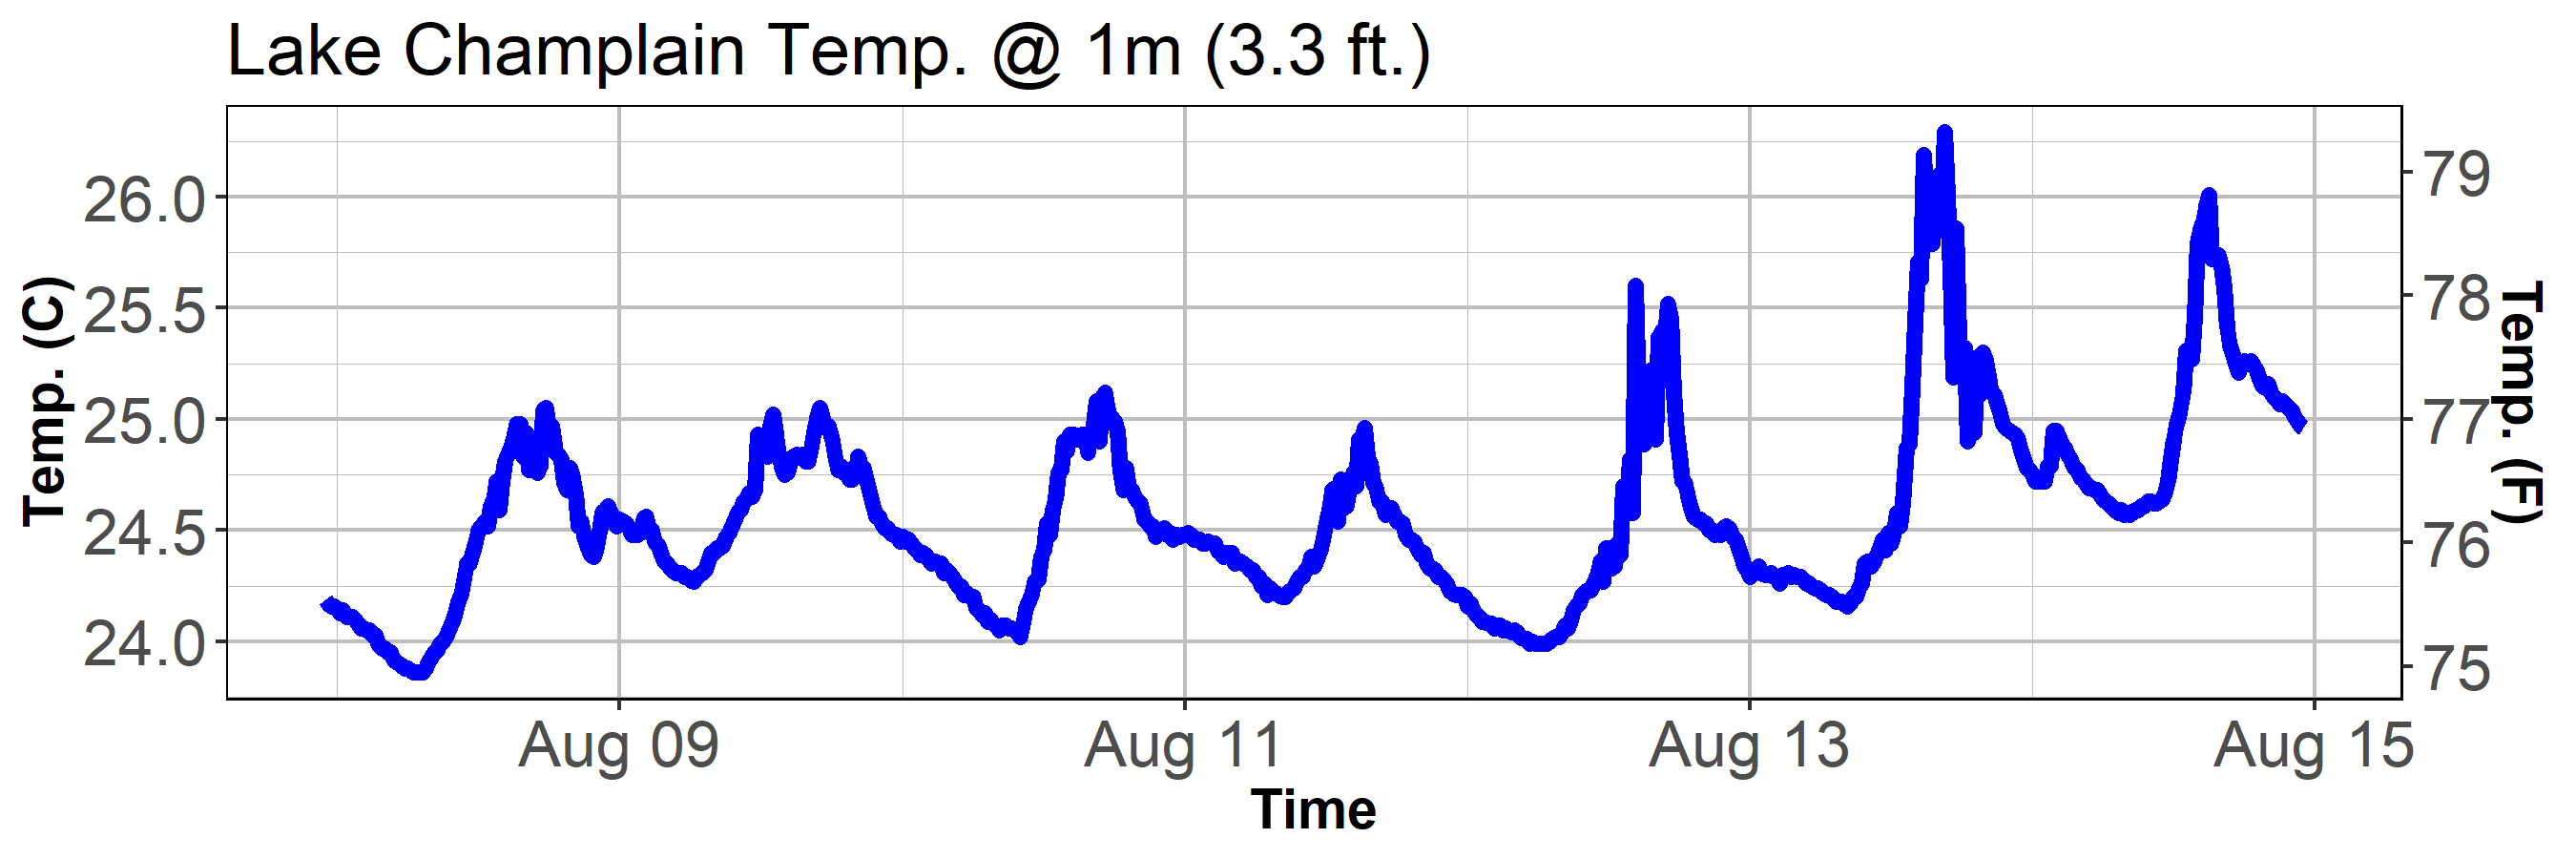 Lake Champlain Temp. @ 1m (3.3 ft.)
Temp. (C)
26.0
25.5
25.0
24.5
24.0
79
78
77
76
75
Temp. (F)
Aug 09
Aug 11
Aug 13
Aug 15
Time